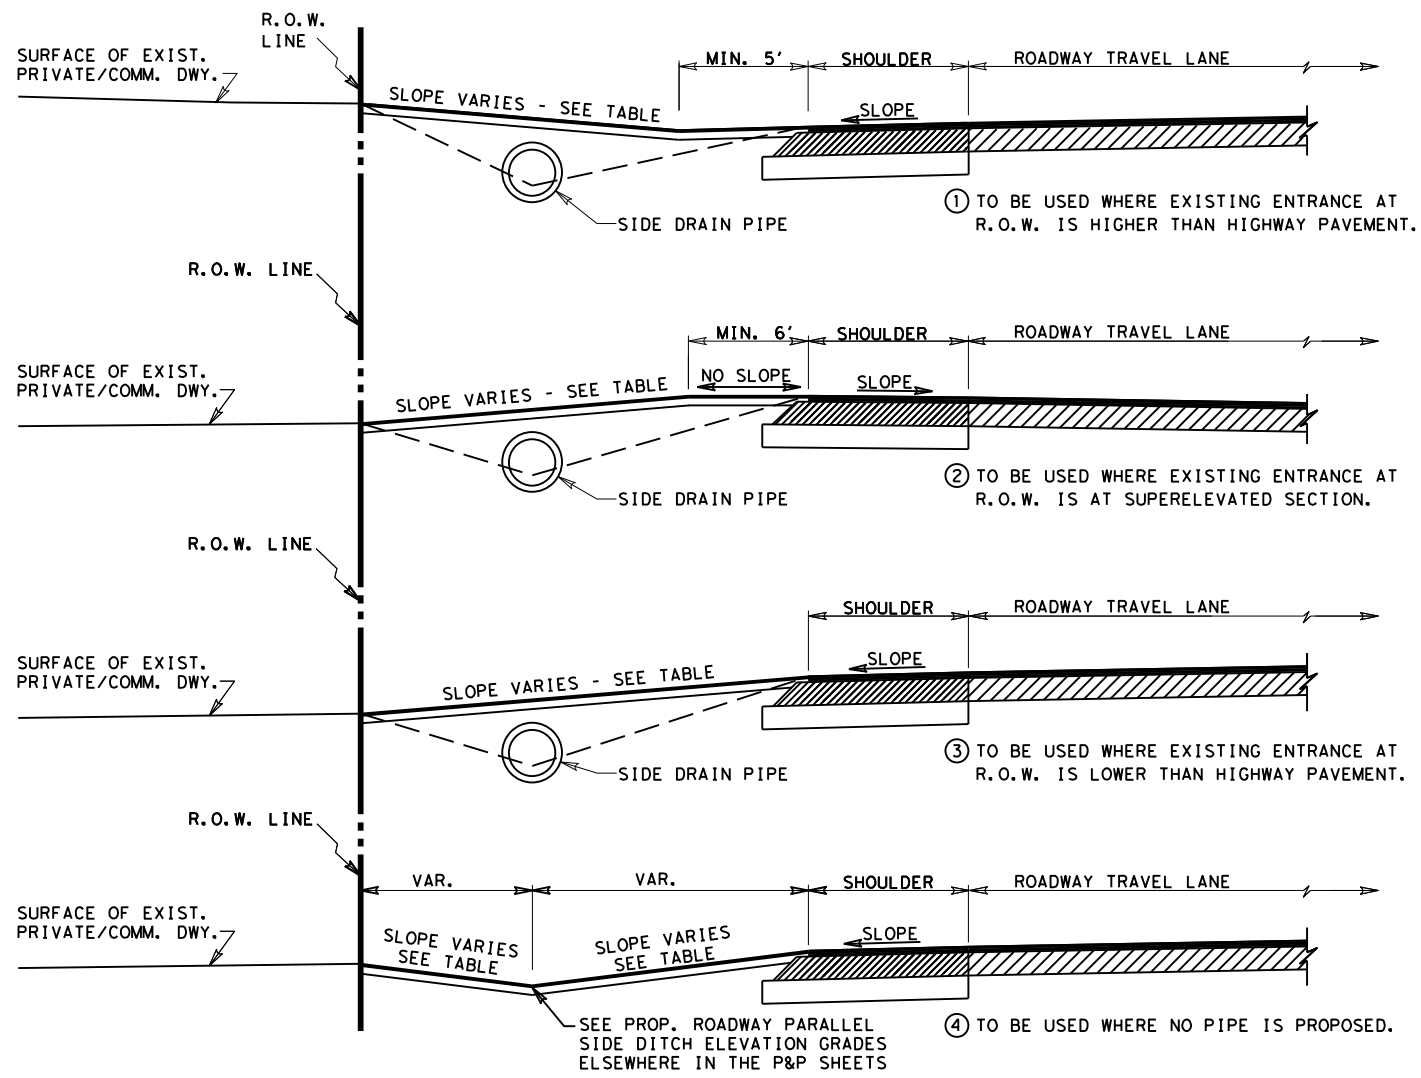 R.O.W.
LINE
SURFACE OF EXIST.
PRIVATE/COMM. DWY.
SLOPE VARIES - SEE TABLE
MIN. 5'
SHOULDER
ROADWAY TRAVEL LANE
SLOPE
SIDE DRAIN PIPE
1 TO BE USED WHERE EXISTING ENTRANCE AT
R.O.W. IS HIGHER THAN HIGHWAY PAVEMENT.
R.O.W. LINE
SURFACE OF EXIST.
PRIVATE/COMM. DWY.
SLOPE VARIES - SEE TABLE
MIN. 6'
SHOULDER
ROADWAY TRAVEL LANE
NO SLOPE
SLOPE
SIDE DRAIN PIPE
2 TO BE USED WHERE EXISTING ENTRANCE AT
R.O.W. IS AT SUPERELEVATED SECTION.
R.O.W. LINE
SURFACE OF EXIST.
PRIVATE/COMM. DWY.
SLOPE VARIES - SEE TABLE
SHOULDER
ROADWAY TRAVEL LANE
SLOPE
SIDE DRAIN PIPE
3 TO BE USED WHERE EXISTING ENTRANCE AT
R.O.W. IS LOWER THAN HIGHWAY PAVEMENT.
R.O.W. LINE
SURFACE OF EXIST.
PRIVATE/COMM. DWY.
VAR.
VAR.
SHOULDER
ROADWAY TRAVEL LANE
SLOPE VARIES
SEE TABLE
SLOPE VARIES
SEE TABLE
SLOPE
SEE PROP. ROADWAY PARALLEL
SIDE DITCH ELEVATION GRADES
ELSEWHERE IN THE P&P SHEETS
4 TO BE USED WHERE NO PIPE IS PROPOSED.